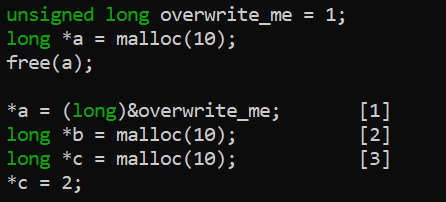 unsigned long overwrite_me = 1;
long *a = malloc(10);
free(a);

*a = (long)&overwrite_me;       [1]
long *b = malloc(10);           [2]
long *c = malloc(10);           [3]
*c = 2;